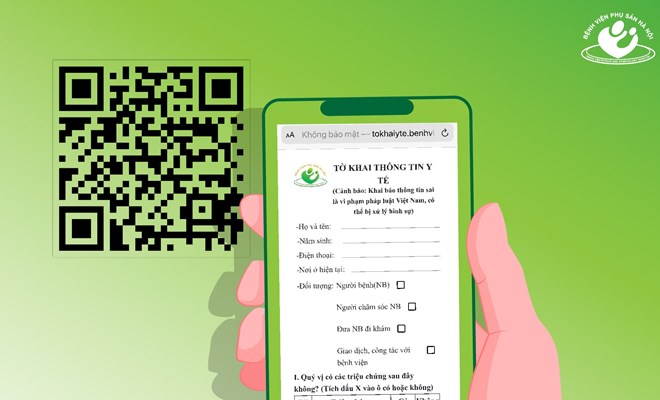 BỆNH VIỆN PHỤ SẢN HÀ NỘI
AA Không bảo mật — tokhaiyte.benhvi
TỜ KHAI THÔNG TIN Y
TẾ
(Cảnh báo: Khai báo thông tin sai
là vi phạm pháp luật Việt Nam, có
thể bị xử lý hình sự)
-Họ và tên:
-Năm sinh:
-Điện thoại:
-Nơi ở hiện tại:
-Đối tượng: Người bệnh(NB)
Người chăm sóc NB
Đưa NB đi khám
Giao dịch, công tác với
bệnh viện
I. Quý vị có các triệu chứng sau đây
không? (Tích dấu X vào ô có hoặc không)